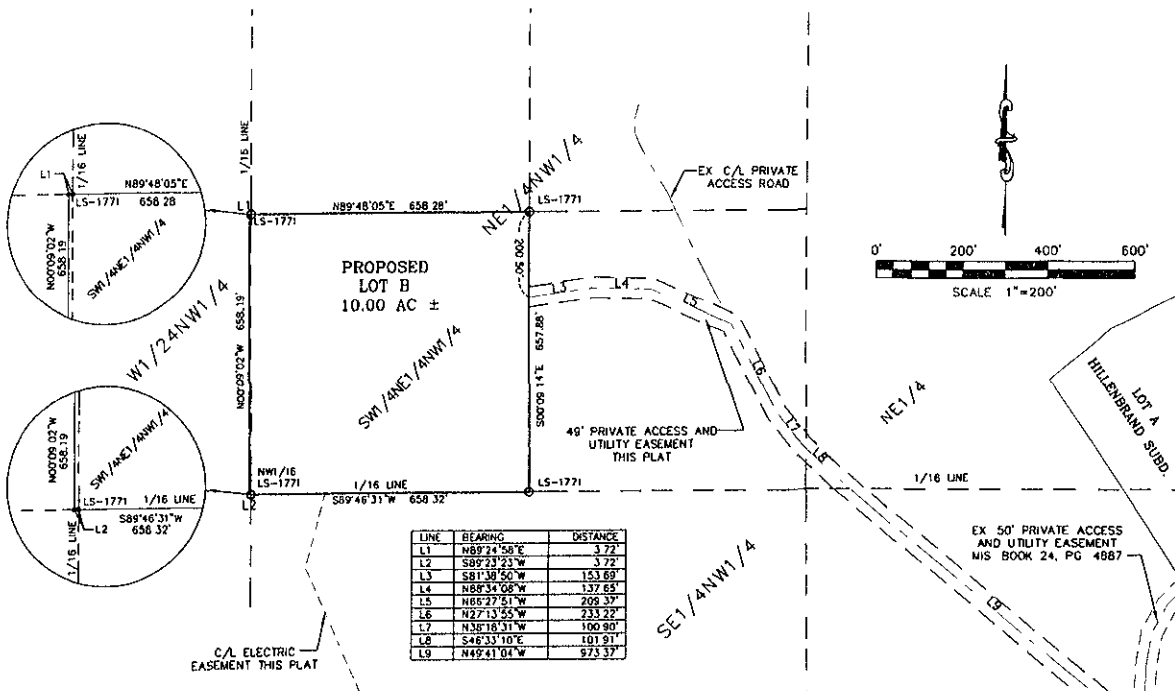 L1
1/16 LINE
N89°48'05"E
LS-1771
658 28
N00°09'02"W
658.19
SW1/4NE1/4NW1/4
1/16 LINE
L1
LS-1771
N89°48'05"E 658 28'
NE1/4NW1/4
LS-1771
EX C/L PRIVATE
ACCESS ROAD
0' 200' 400' 600'
SCALE 1"=200'
PROPOSED
LOT B
10.00 AC ±
200.50'
L3
L4
L5
L6
L7
L8
L9
W1/24NW1/4
N00°09'02"W 658.19'
SW1/4NE1/4NW1/4
S00°09 14"E 657.88'
NE1/4
LOT A
HILLENBRAND SUBD.
49' PRIVATE ACCESS AND
UTILITY EASEMENT
THIS PLAT
N00°09 02"W
658.19
SW1/4NE1/4NW1/4
LS-1771
1/16 LINE
S89°46'31"W
658 32'
L2
1/16 LINE
NW1/16
LS-1771
L2
1/16 LINE
S89°46'31"W 658 32'
LS-1771
1/16 LINE
EX 50' PRIVATE ACCESS
AND UTILITY EASEMENT
MIS BOOK 24, PG 4887
SE1/4NW1/4
LINE BEARING DISTANCE
L1 N89°24'58"E 3 72'
L2 S89°23'23"W 3 72'
L3 S81°38'50"W 153 69'
L4 N88°34'08"W 137 65'
L5 N66°27'51"W 209 37'
L6 N27°13'55"W 233 22'
L7 N38°18'31"W 100 90'
L8 S46°33'10"E 101 91'
L9 N49°41'04"W 973 37'
C/L ELECTRIC
EASEMENT THIS PLAT